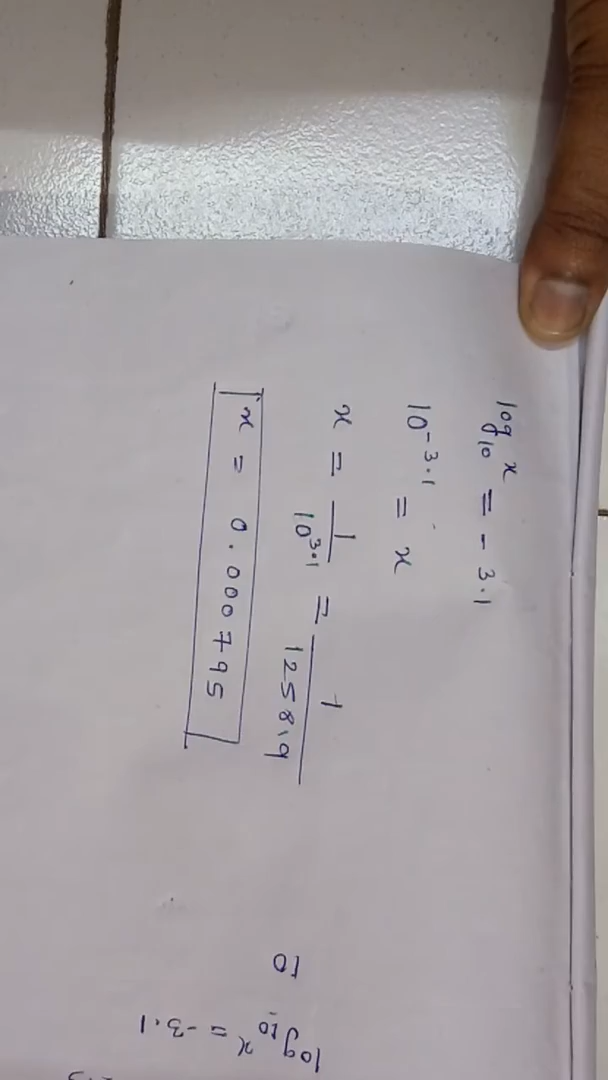 log₁₀ x = - 3.1
10^-3.1 = x
x = 1/10^3.1 = 1/1258.9
x = 0.000795
10
log₁₀ x = -3.1